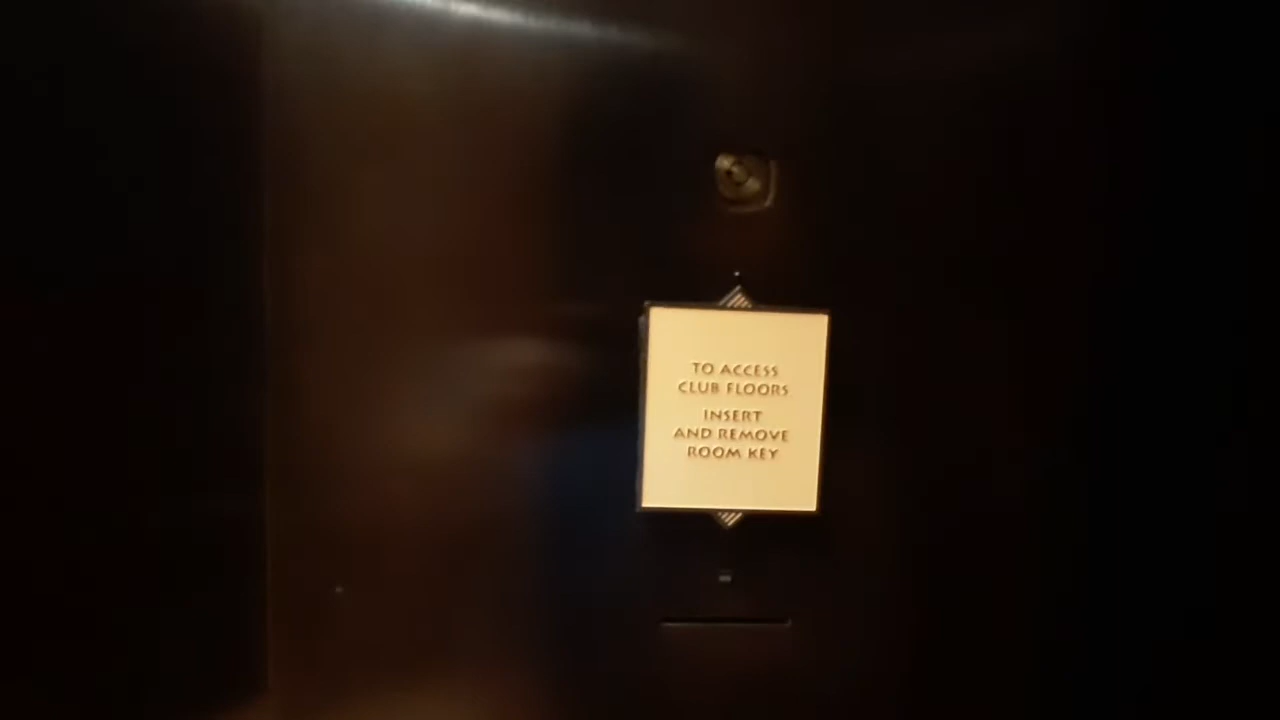 TO ACCESS
CLUB FLOORS
INSERT
AND REMOVE
ROOM KEY